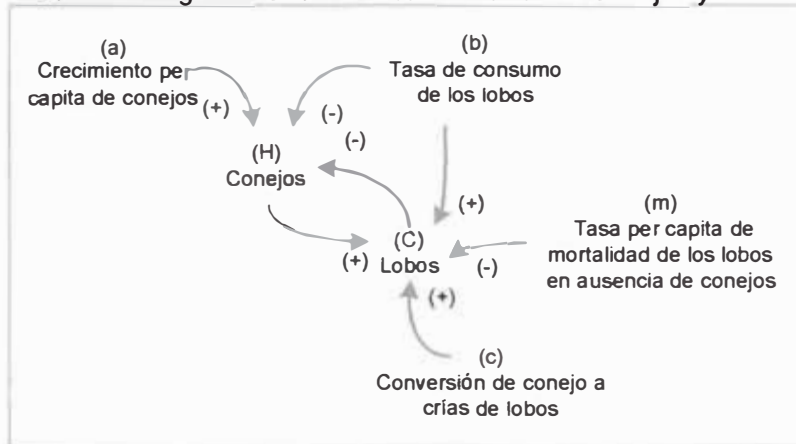 (a)
Crecimiento per
capita de conejos
(+)
(b)
Tasa de consumo
de los lobos
(-)
(-)
(H)
Conejos
(+)
(+)
(C)
Lobos
(-)
(m)
Tasa per capita de
mortalidad de los lobos
en ausencia de conejos
(+)
(c)
Conversión de conejo a
crías de lobos